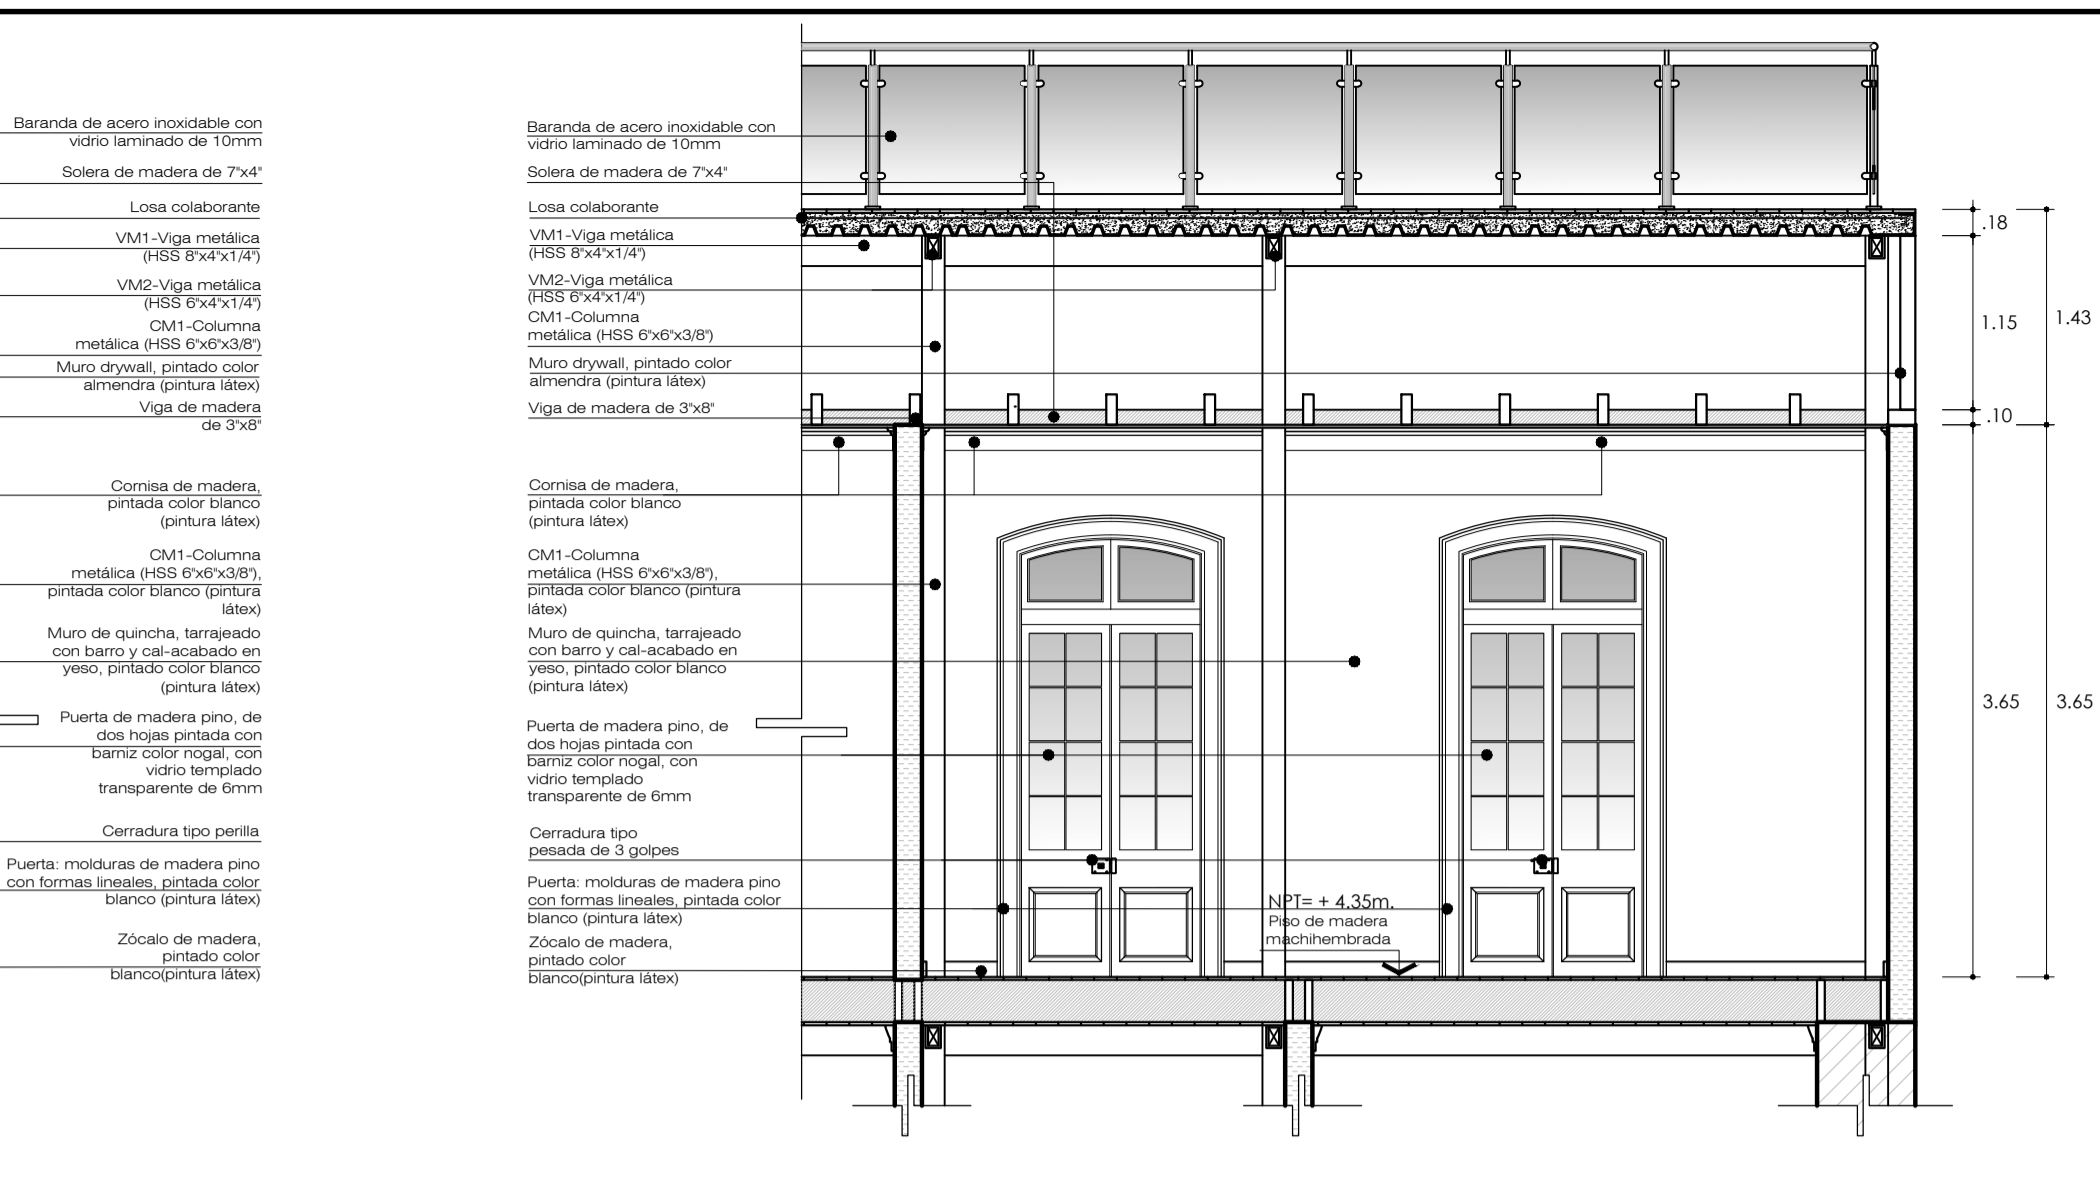 Baranda de acero inoxidable con
vidrio laminado de 10mm
Solera de madera de 7"x4"
Losa colaborante
VM1-Viga metálica
(HSS 8"x4"x1/4")
VM2-Viga metálica
(HSS 6"x4"x1/4")
CM1-Columna
metálica (HSS 6"x6"x3/8")
Muro drywall, pintado color
almendra (pintura látex)
Viga de madera
de 3"x8"
Cornisa de madera,
pintada color blanco
(pintura látex)
CM1-Columna
metálica (HSS 6"x6"x3/8"),
pintada color blanco (pintura
látex)
Muro de quincha, tarrajeado
con barro y cal-acabado en
yeso, pintado color blanco
(pintura látex)
Puerta de madera pino, de
dos hojas pintada con
barniz color nogal, con
vidrio templado
transparente de 6mm
Cerradura tipo perilla
Puerta: molduras de madera pino
con formas lineales, pintada color
blanco (pintura látex)
Zócalo de madera,
pintado color
blanco(pintura látex)
Baranda de acero inoxidable con
vidrio laminado de 10mm
Solera de madera de 7"x4"
Losa colaborante
VM1-Viga metálica
(HSS 8"x4"x1/4")
VM2-Viga metálica
(HSS 6"x4"x1/4")
CM1-Columna
metálica (HSS 6"x6"x3/8")
Muro drywall, pintado color
almendra (pintura látex)
Viga de madera de 3"x8"
Cornisa de madera,
pintada color blanco
(pintura látex)
CM1-Columna
metálica (HSS 6"x6"x3/8"),
pintada color blanco (pintura
látex)
Muro de quincha, tarrajeado
con barro y cal-acabado en
yeso, pintado color blanco
(pintura látex)
Puerta de madera pino, de
dos hojas pintada con
barniz color nogal, con
vidrio templado
transparente de 6mm
Cerradura tipo
pesada de 3 golpes
Puerta: molduras de madera pino
con formas lineales, pintada color
blanco (pintura látex)
Zócalo de madera,
pintado color
blanco(pintura látex)
NPT= + 4.35m.
Piso de madera
machihembrada
.18
1.15
1.43
.10
3.65
3.65